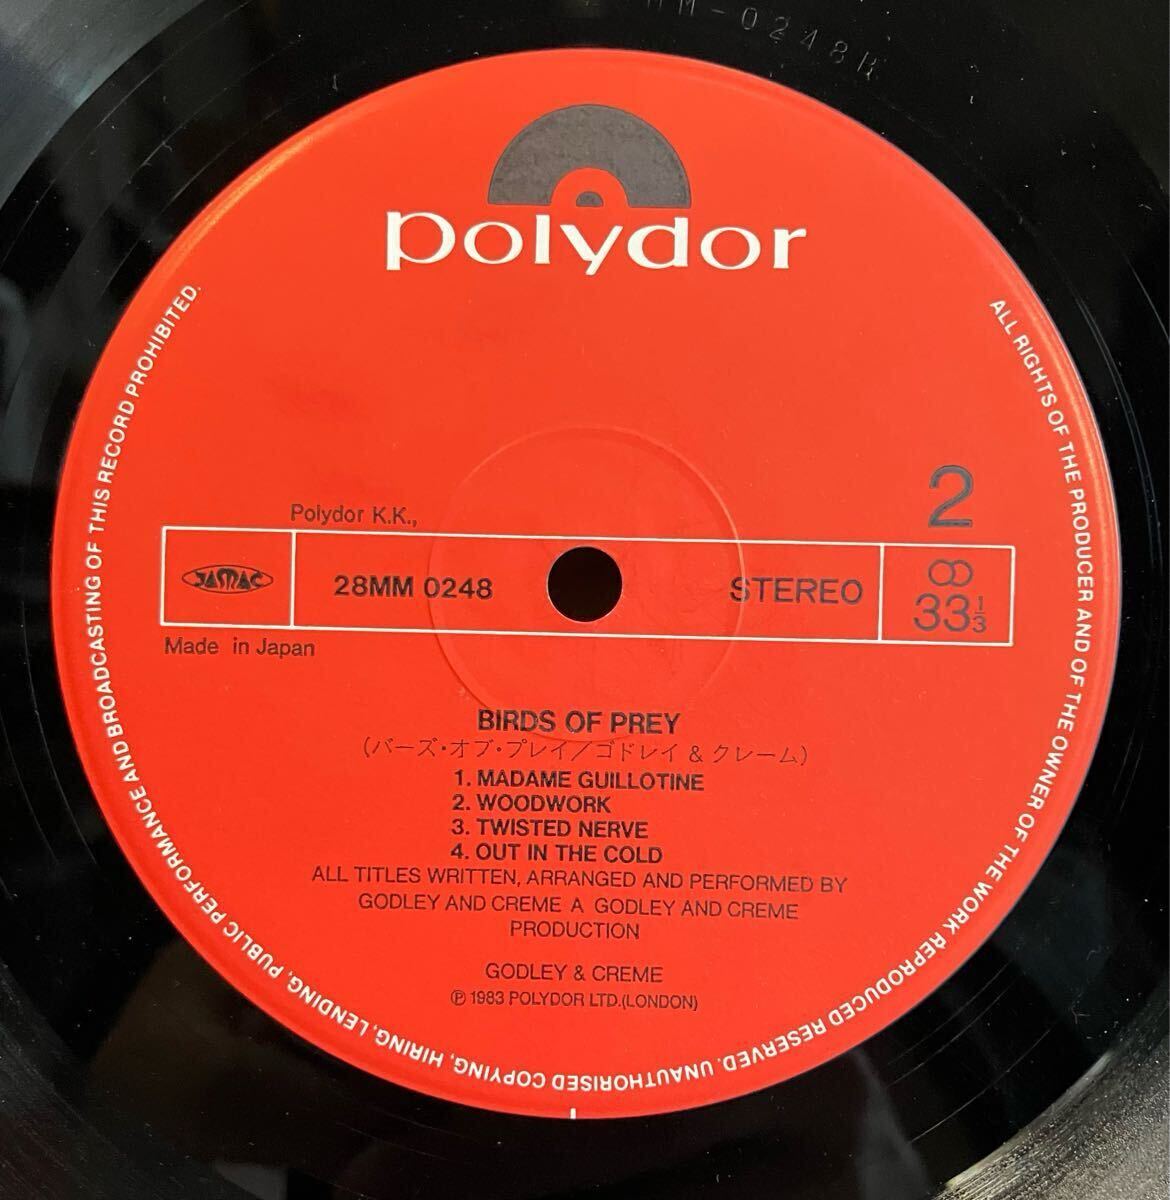 MM-0248B
polydor
2
Polydor K.K.,
JASRAC
28MM 0248
STEREO
33 1/3
Made in Japan
BIRDS OF PREY
(バーズ・オブ・プレイ/ゴドレイ & クレーム)
1. MADAME GUILLOTINE
2. WOODWORK
3. TWISTED NERVE
4. OUT IN THE COLD
ALL TITLES WRITTEN, ARRANGED AND PERFORMED BY
GODLEY AND CREME A GODLEY AND CREME
PRODUCTION
GODLEY & CREME
℗ 1983 POLYDOR LTD.(LONDON)
ALL RIGHTS OF THE PRODUCER AND OF THE OWNER OF THE WORK REPRODUCED RESERVED. UNAUTHORISED COPYING, HIRING, LENDING, PUBLIC PERFORMANCE AND BROADCASTING OF THIS RECORD PROHIBITED.